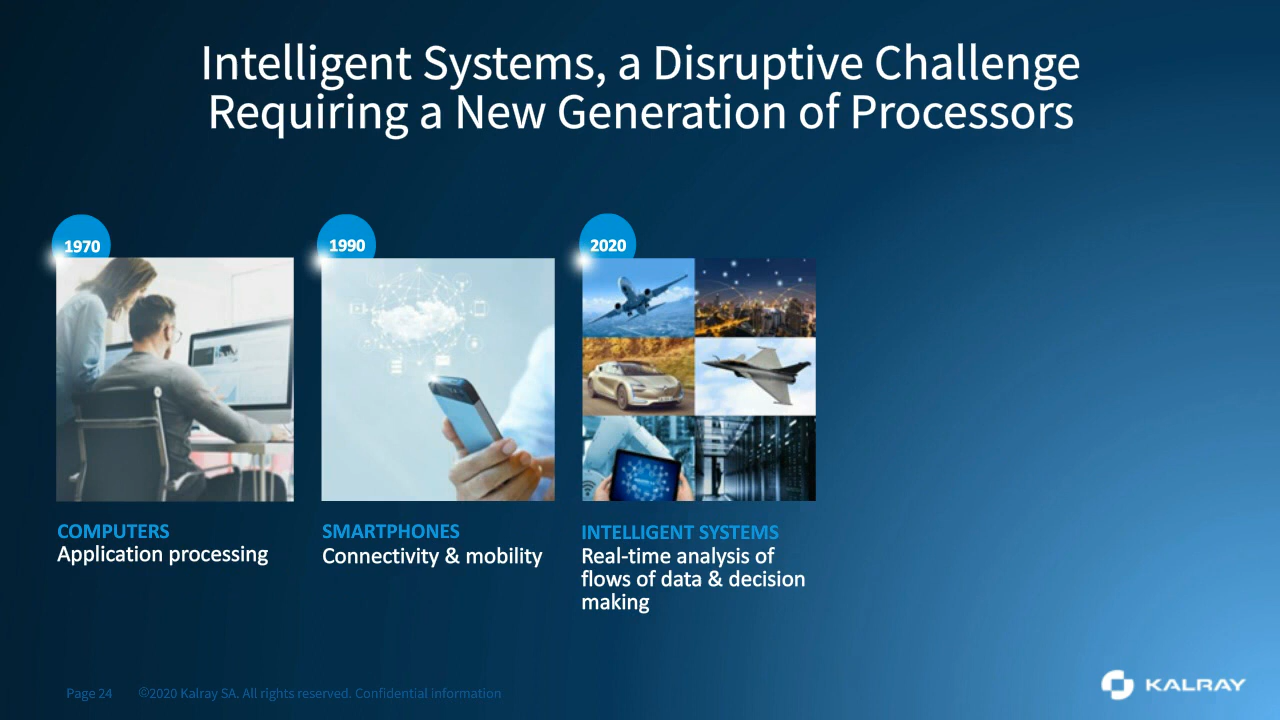 Intelligent Systems, a Disruptive Challenge
Requiring a New Generation of Processors
1970
1990
2020
COMPUTERS
Application processing
SMARTPHONES
Connectivity & mobility
INTELLIGENT SYSTEMS
Real-time analysis of
flows of data & decision
making
Page 24
©2020 Kalray SA. All rights reserved. Confidential information
KALRAY